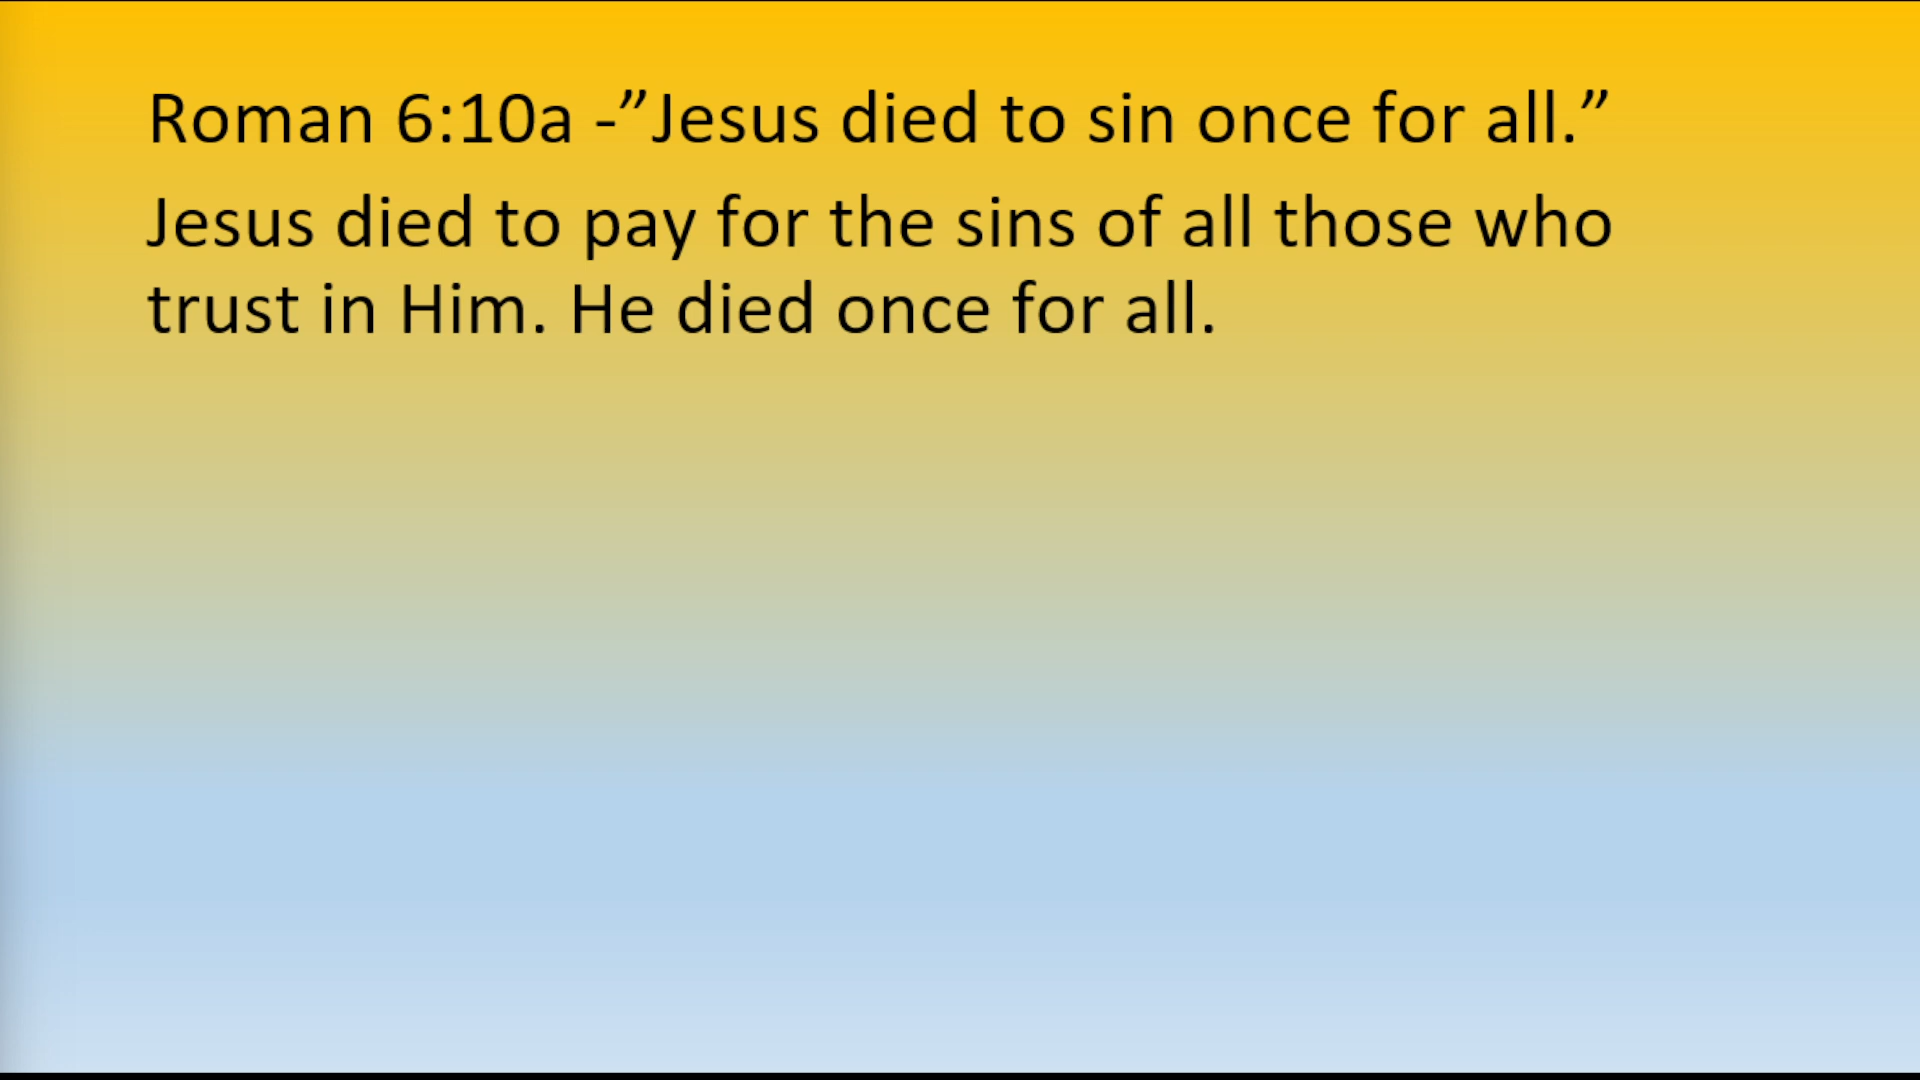 Roman 6:10a -”Jesus died to sin once for all.”
Jesus died to pay for the sins of all those who
trust in Him. He died once for all.